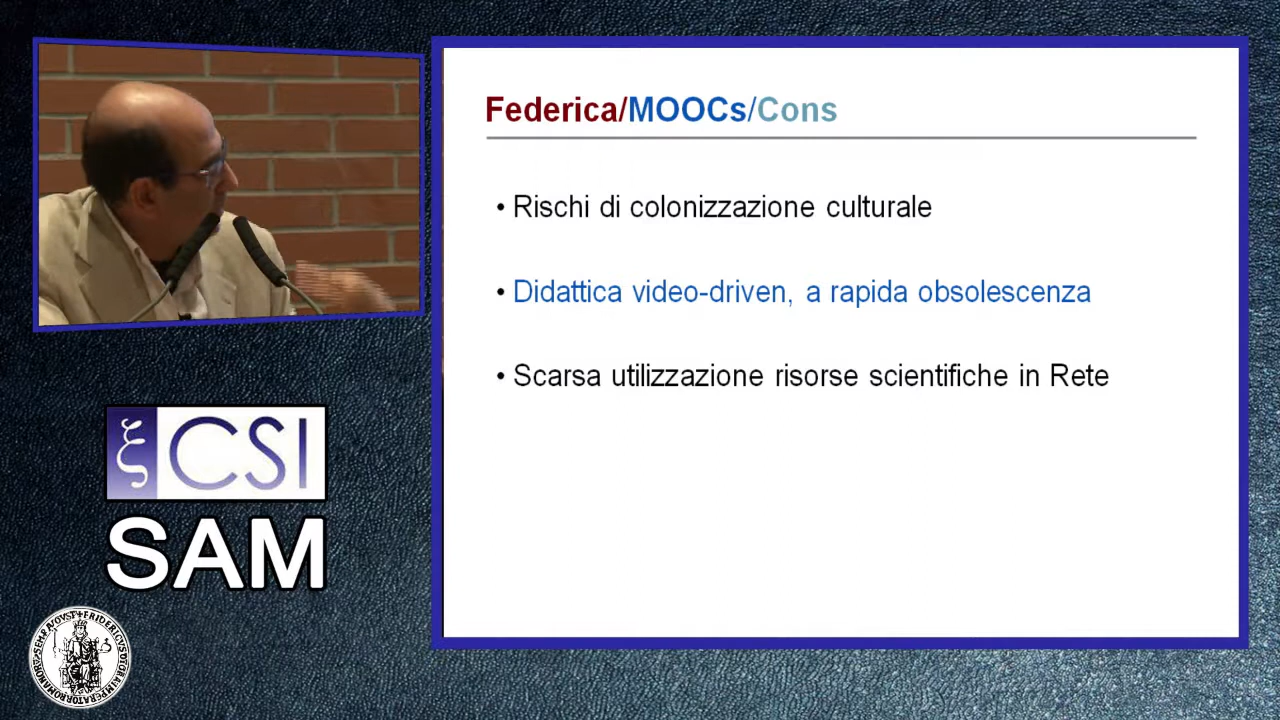 Federica/MOOCs/Cons
• Rischi di colonizzazione culturale
• Didattica video-driven, a rapida obsolescenza
• Scarsa utilizzazione risorse scientifiche in Rete
ξ CSI
SAM